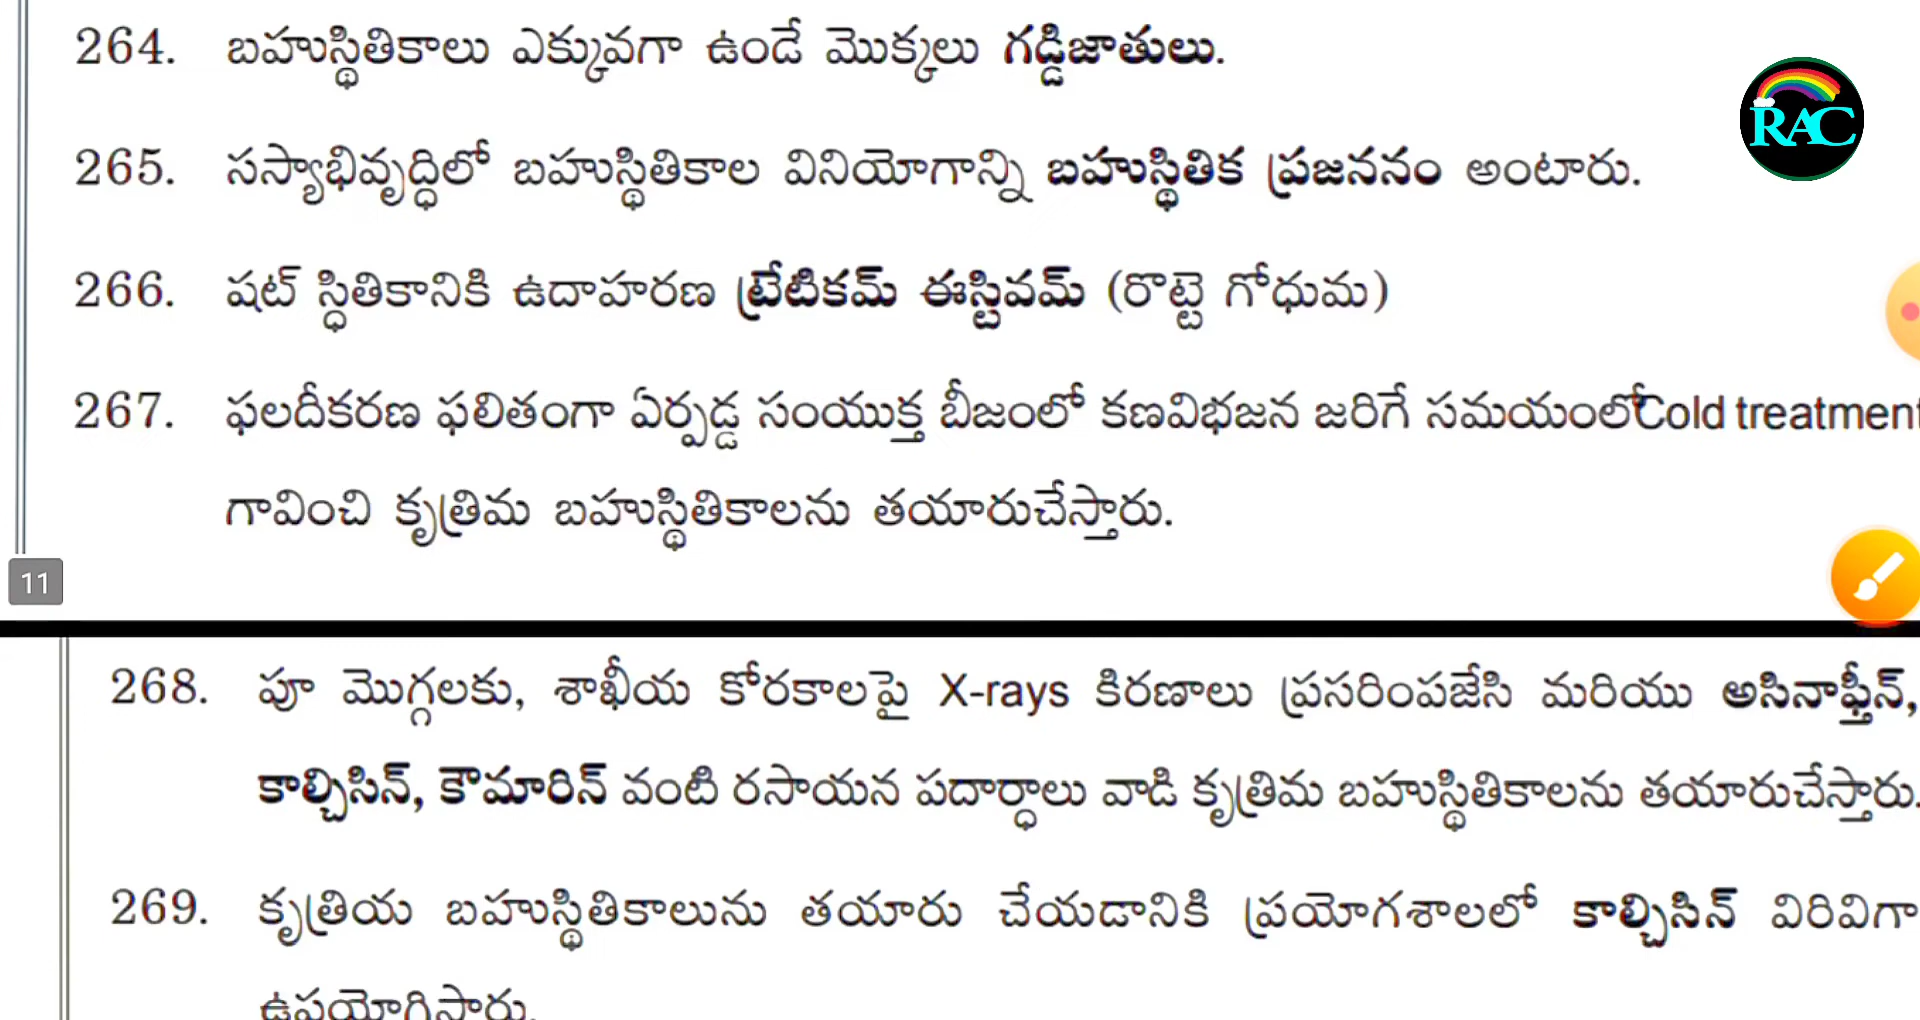 264. బహుస్థితికాలు ఎక్కువగా ఉండే మొక్కలు గడ్డిజాతులు.
RAC
265. సస్యాభివృద్ధిలో బహుస్థితికాల వినియోగాన్ని బహుస్థితిక ప్రజననం అంటారు.
266. షట్ స్ధితికానికి ఉదాహరణ ట్రిటికమ్ ఈస్టివమ్ (రొట్టె గోధుమ)
267. ఫలదీకరణ ఫలితంగా ఏర్పడ్డ సంయుక్త బీజంలో కణవిభజన జరిగే సమయంలో Cold treatment
గావించి కృత్రిమ బహుస్థితికాలను తయారుచేస్తారు.
11
268. పూ మొగ్గలకు, శాఖీయ కోరకాలపై X-rays కిరణాలు ప్రసరింపజేసి మరియు అసినాఫ్తీన్,
కాల్చిసిన్, కౌమారిన్ వంటి రసాయన పదార్థాలు వాడి కృత్రిమ బహుస్థితికాలను తయారుచేస్తారు.
269. కృత్రియ బహుస్థితికాలును తయారు చేయడానికి ప్రయోగశాలలో కాల్చిసిన్ విరివిగా
ఉపయోగిస్తారు.